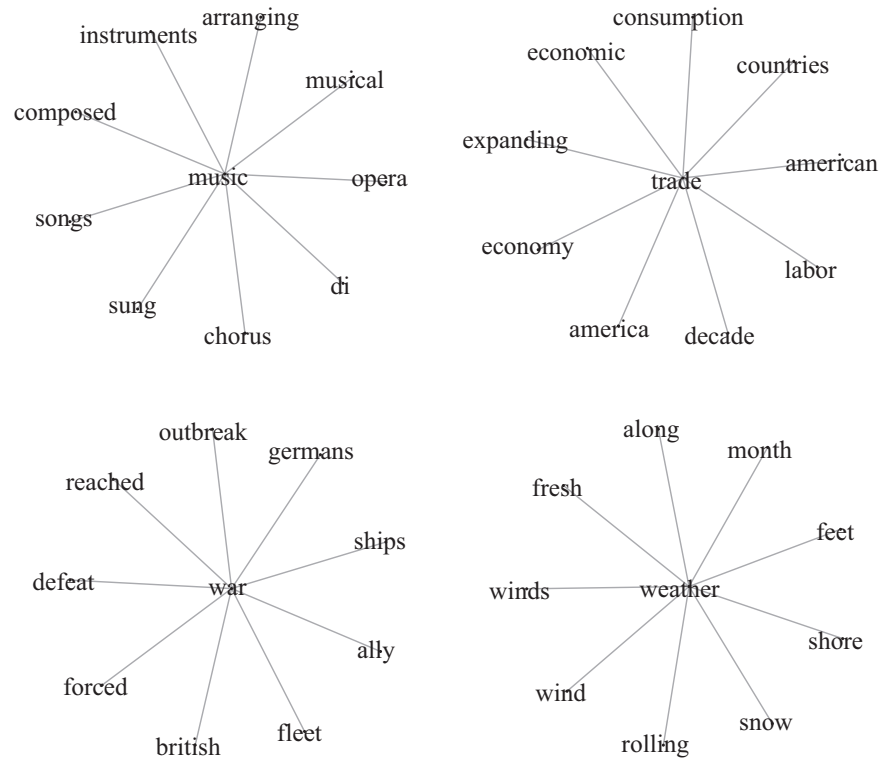 arranging
instruments
musical
composed
music
opera
songs
di
sung
chorus
consumption
economic
countries
expanding
american
trade
economy
labor
america
decade
outbreak
germans
reached
ships
defeat
war
ally
forced
fleet
british
along
month
fresh
feet
winds
weather
shore
wind
snow
rolling